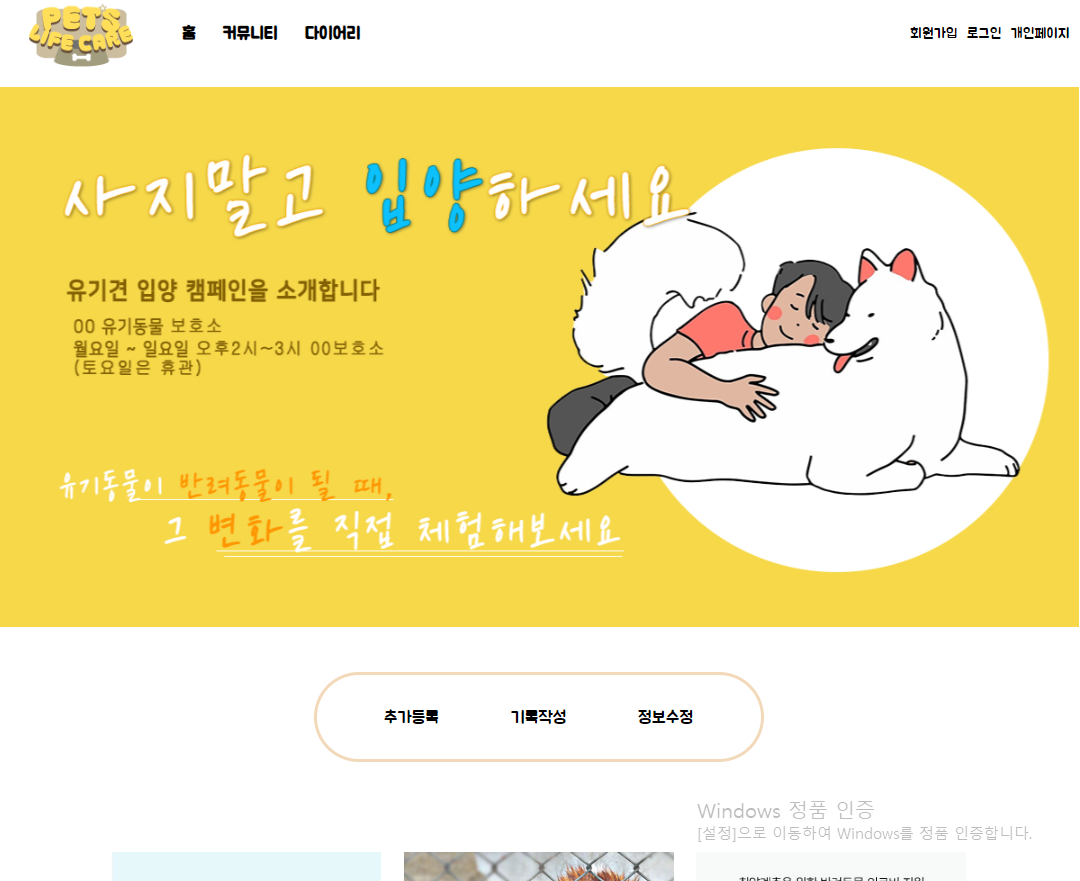 PET'S
LIFE CARE
홈 커뮤니티 다이어리
회원가입 로그인 개인페이지
사지말고 입양하세요
유기견 입양 캠페인을 소개합니다
00 유기동물 보호소
월요일 ~ 일요일 오후2시~3시 00보호소
(토요일은 휴관)
유기동물이 반려동물이 될 때,
그 변화를 직접 체험해보세요
추가등록 기록작성 정보수정
Windows 정품 인증
[설정]으로 이동하여 Windows를 정품 인증합니다.